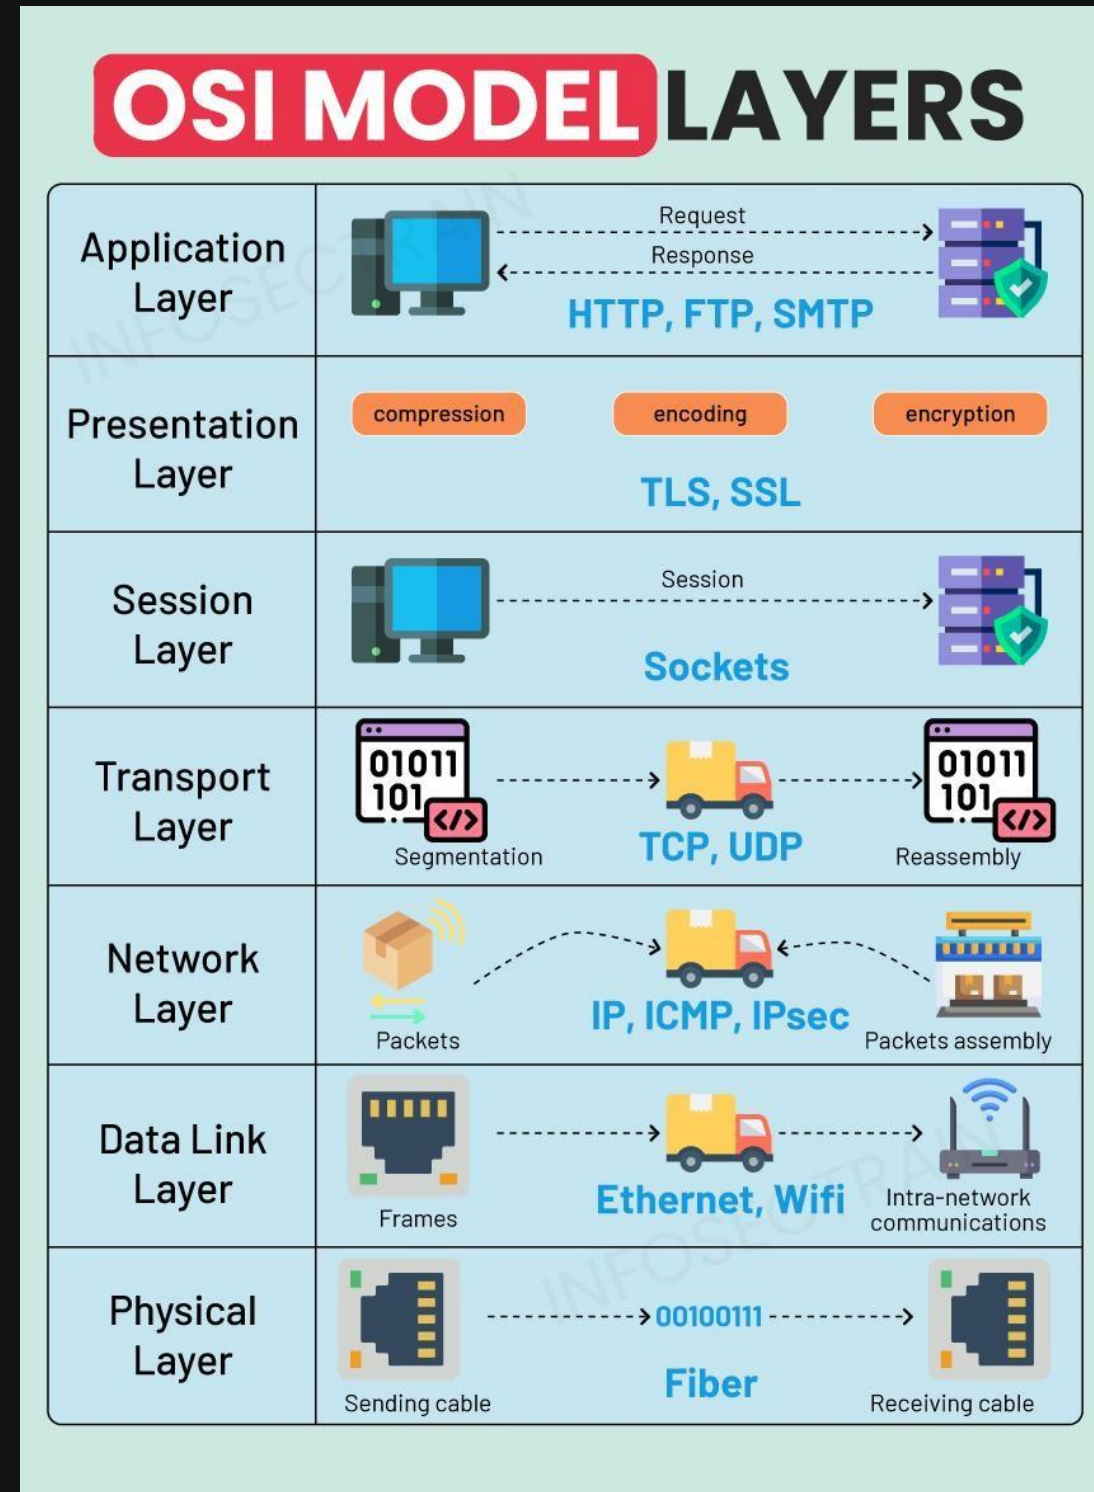 OSI MODEL LAYERS
Application
Layer
Request
Response
HTTP, FTP, SMTP
Presentation
Layer
compression encoding encryption
TLS, SSL
Session
Layer
Session
Sockets
Transport
Layer
01011
101
</>
Segmentation
TCP, UDP
01011
101
</>
Reassembly
Network
Layer
Packets
IP, ICMP, IPsec
Packets assembly
Data Link
Layer
Frames
Ethernet, Wifi
Intra-network
communications
Physical
Layer
Sending cable
00100111
Fiber
Receiving cable
INFOSECTRAIN
INFOSECTRAIN